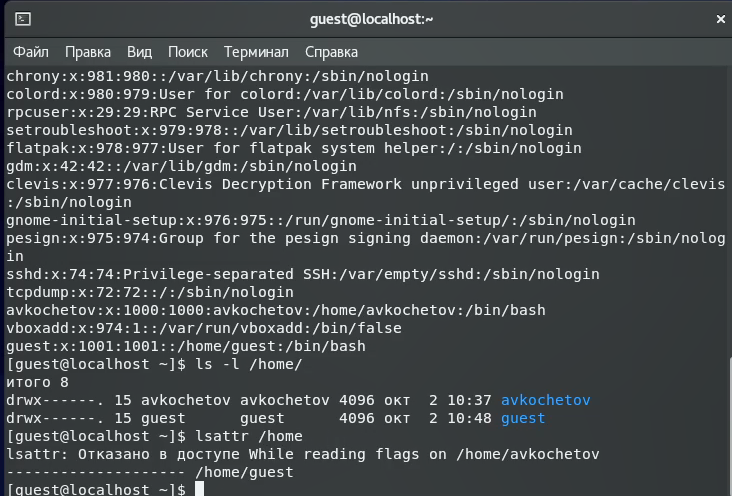 guest@localhost:~
Файл Правка Вид Поиск Терминал Справка
chrony:x:981:980::/var/lib/chrony:/sbin/nologin
colord:x:980:979:User for colord:/var/lib/colord:/sbin/nologin
rpcuser:x:29:29:RPC Service User:/var/lib/nfs:/sbin/nologin
setroubleshoot:x:979:978::/var/lib/setroubleshoot:/sbin/nologin
flatpak:x:978:977:User for flatpak system helper:/:/sbin/nologin
gdm:x:42:42::/var/lib/gdm:/sbin/nologin
clevis:x:977:976:Clevis Decryption Framework unprivileged user:/var/cache/clevis
:/sbin/nologin
gnome-initial-setup:x:976:975::/run/gnome-initial-setup/:/sbin/nologin
pesign:x:975:974:Group for the pesign signing daemon:/var/run/pesign:/sbin/nolog
in
sshd:x:74:74:Privilege-separated SSH:/var/empty/sshd:/sbin/nologin
tcpdump:x:72:72::/:/sbin/nologin
avkochetov:x:1000:1000:avkochetov:/home/avkochetov:/bin/bash
vboxadd:x:974:1::/var/run/vboxadd:/bin/false
guest:x:1001:1001::/home/guest:/bin/bash
[guest@localhost ~]$ ls -l /home/
итого 8
drwx------. 15 avkochetov avkochetov 4096 окт  2 10:37 avkochetov
drwx------. 15 guest      guest      4096 окт  2 10:48 guest
[guest@localhost ~]$ lsattr /home
lsattr: Отказано в доступе While reading flags on /home/avkochetov
-------------------- /home/guest
[guest@localhost ~]$